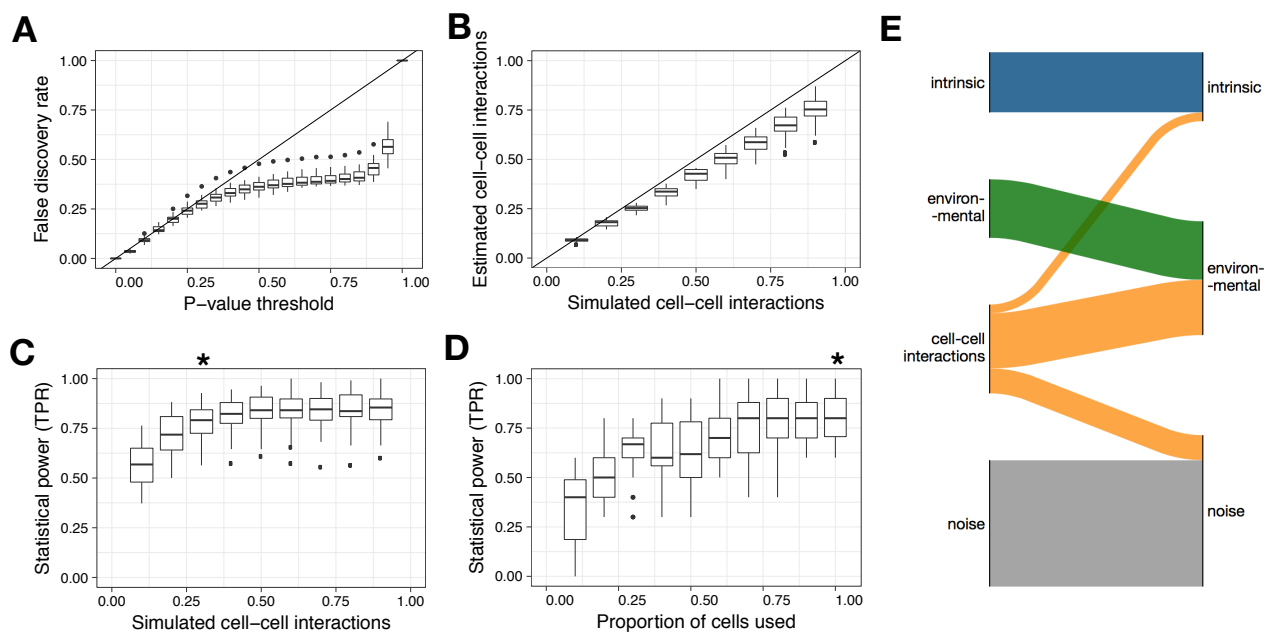 A
False discovery rate
1.00
0.75
0.50
0.25
0.00
0.00 0.25 0.50 0.75 1.00
P−value threshold
B
Estimated cell−cell interactions
1.00
0.75
0.50
0.25
0.00
0.00 0.25 0.50 0.75 1.00
Simulated cell−cell interactions
C
*
Statistical power (TPR)
1.00
0.75
0.50
0.25
0.00
0.00 0.25 0.50 0.75 1.00
Simulated cell−cell interactions
D
*
Statistical power (TPR)
1.00
0.75
0.50
0.25
0.00
0.00 0.25 0.50 0.75 1.00
Proportion of cells used
E
intrinsic
environ-
-mental
cell-cell
interactions
noise
intrinsic
environ-
-mental
noise